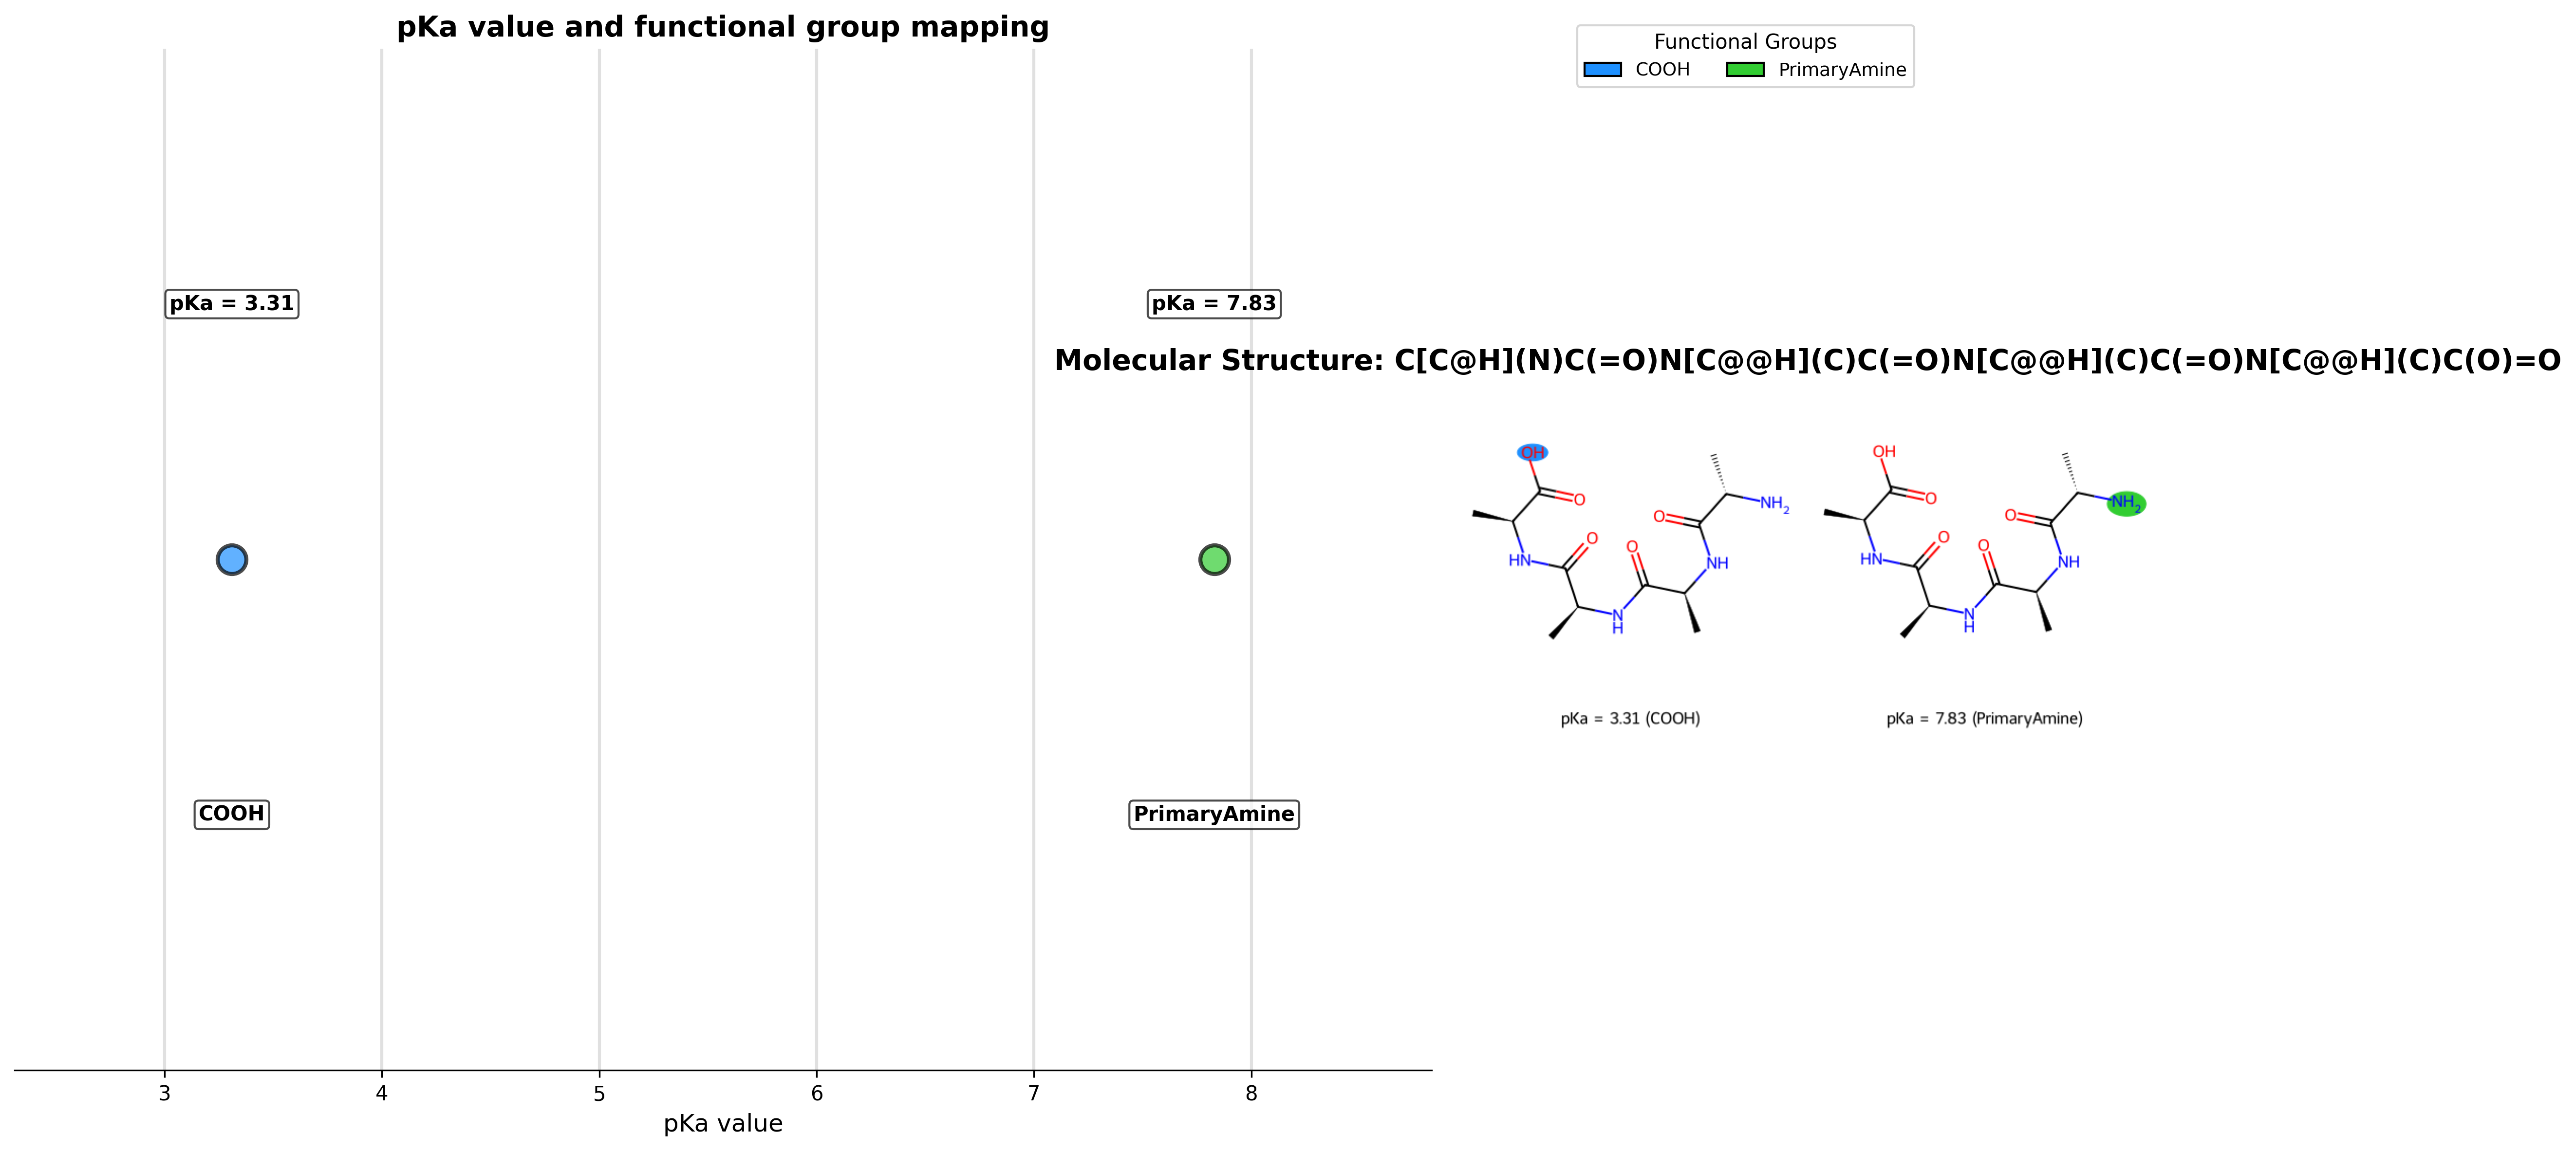 pKa value and functional group mapping
Functional Groups
COOH PrimaryAmine
pKa = 3.31
pKa = 7.83
Molecular Structure: C[C@H](N)C(=O)N[C@@H](C)C(=O)N[C@@H](C)C(=O)N[C@@H](C)C(O)=O
OH
O
O
NH2
HN
O
O
NH
N
H
OH
O
O
NH2
HN
O
O
NH
N
H
pKa = 3.31 (COOH)
pKa = 7.83 (PrimaryAmine)
COOH
PrimaryAmine
3 4 5 6 7 8
pKa value